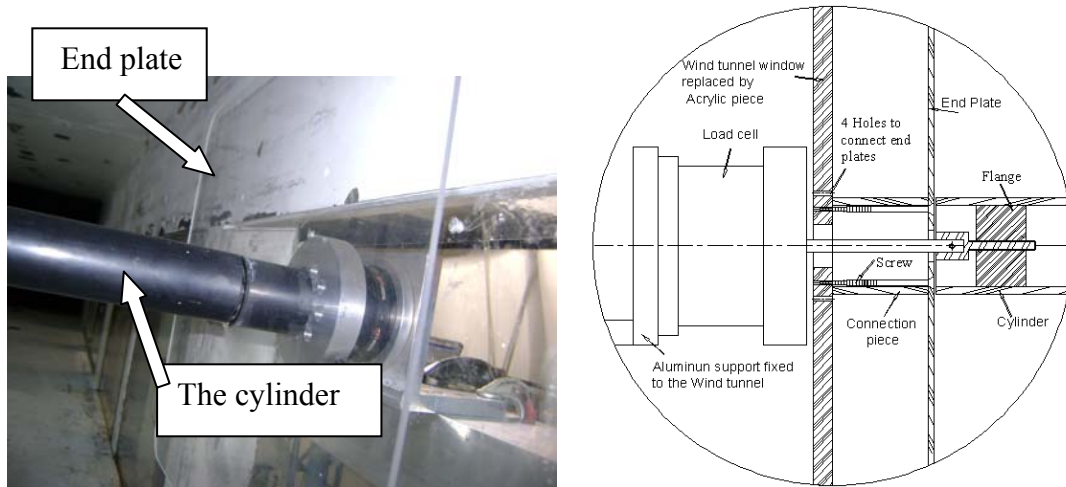 End plate
The cylinder
Wind tunnel window
replaced by
Acrylic piece
End Plate
Load cell
4 Holes to
connect end
plates
Flange
Screw
Connection
piece
Cylinder
Aluminun support fixed
to the Wind tunnel